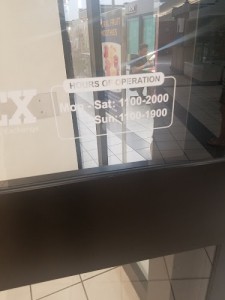 HOURS OF OPERATION
Mon - Sat: 1100-2000
Sun: 1100-1900